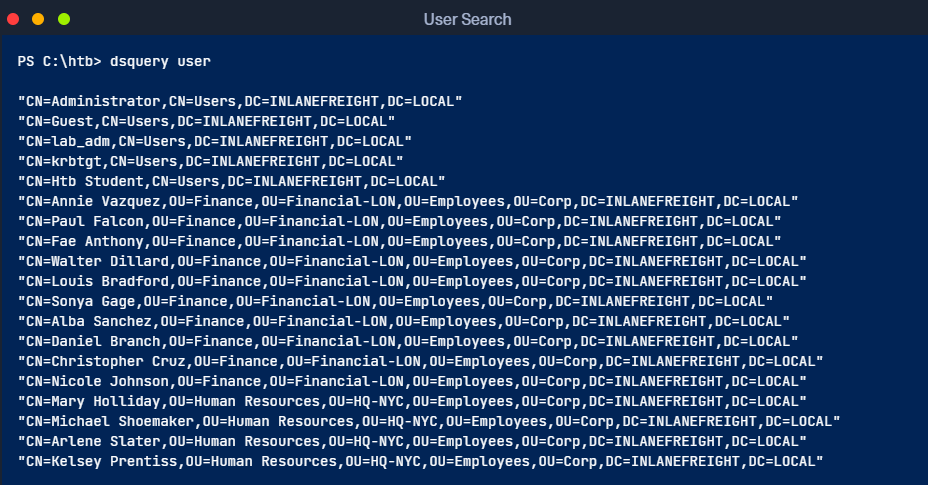 User Search
PS C:\htb> dsquery user
"CN=Administrator,CN=Users,DC=INLANEFREIGHT,DC=LOCAL"
"CN=Guest,CN=Users,DC=INLANEFREIGHT,DC=LOCAL"
"CN=lab_adm,CN=Users,DC=INLANEFREIGHT,DC=LOCAL"
"CN=krbtgt,CN=Users,DC=INLANEFREIGHT,DC=LOCAL"
"CN=Htb Student,CN=Users,DC=INLANEFREIGHT,DC=LOCAL"
"CN=Annie Vazquez,OU=Finance,OU=Financial-LON,OU=Employees,OU=Corp,DC=INLANEFREIGHT,DC=LOCAL"
"CN=Paul Falcon,OU=Finance,OU=Financial-LON,OU=Employees,OU=Corp,DC=INLANEFREIGHT,DC=LOCAL"
"CN=Fae Anthony,OU=Finance,OU=Financial-LON,OU=Employees,OU=Corp,DC=INLANEFREIGHT,DC=LOCAL"
"CN=Walter Dillard,OU=Finance,OU=Financial-LON,OU=Employees,OU=Corp,DC=INLANEFREIGHT,DC=LOCAL"
"CN=Louis Bradford,OU=Finance,OU=Financial-LON,OU=Employees,OU=Corp,DC=INLANEFREIGHT,DC=LOCAL"
"CN=Sonya Gage,OU=Finance,OU=Financial-LON,OU=Employees,OU=Corp,DC=INLANEFREIGHT,DC=LOCAL"
"CN=Alba Sanchez,OU=Finance,OU=Financial-LON,OU=Employees,OU=Corp,DC=INLANEFREIGHT,DC=LOCAL"
"CN=Daniel Branch,OU=Finance,OU=Financial-LON,OU=Employees,OU=Corp,DC=INLANEFREIGHT,DC=LOCAL"
"CN=Christopher Cruz,OU=Finance,OU=Financial-LON,OU=Employees,OU=Corp,DC=INLANEFREIGHT,DC=LOCAL"
"CN=Nicole Johnson,OU=Finance,OU=Financial-LON,OU=Employees,OU=Corp,DC=INLANEFREIGHT,DC=LOCAL"
"CN=Mary Holliday,OU=Human Resources,OU=HQ-NYC,OU=Employees,OU=Corp,DC=INLANEFREIGHT,DC=LOCAL"
"CN=Michael Shoemaker,OU=Human Resources,OU=HQ-NYC,OU=Employees,OU=Corp,DC=INLANEFREIGHT,DC=LOCAL"
"CN=Arlene Slater,OU=Human Resources,OU=HQ-NYC,OU=Employees,OU=Corp,DC=INLANEFREIGHT,DC=LOCAL"
"CN=Kelsey Prentiss,OU=Human Resources,OU=HQ-NYC,OU=Employees,OU=Corp,DC=INLANEFREIGHT,DC=LOCAL"